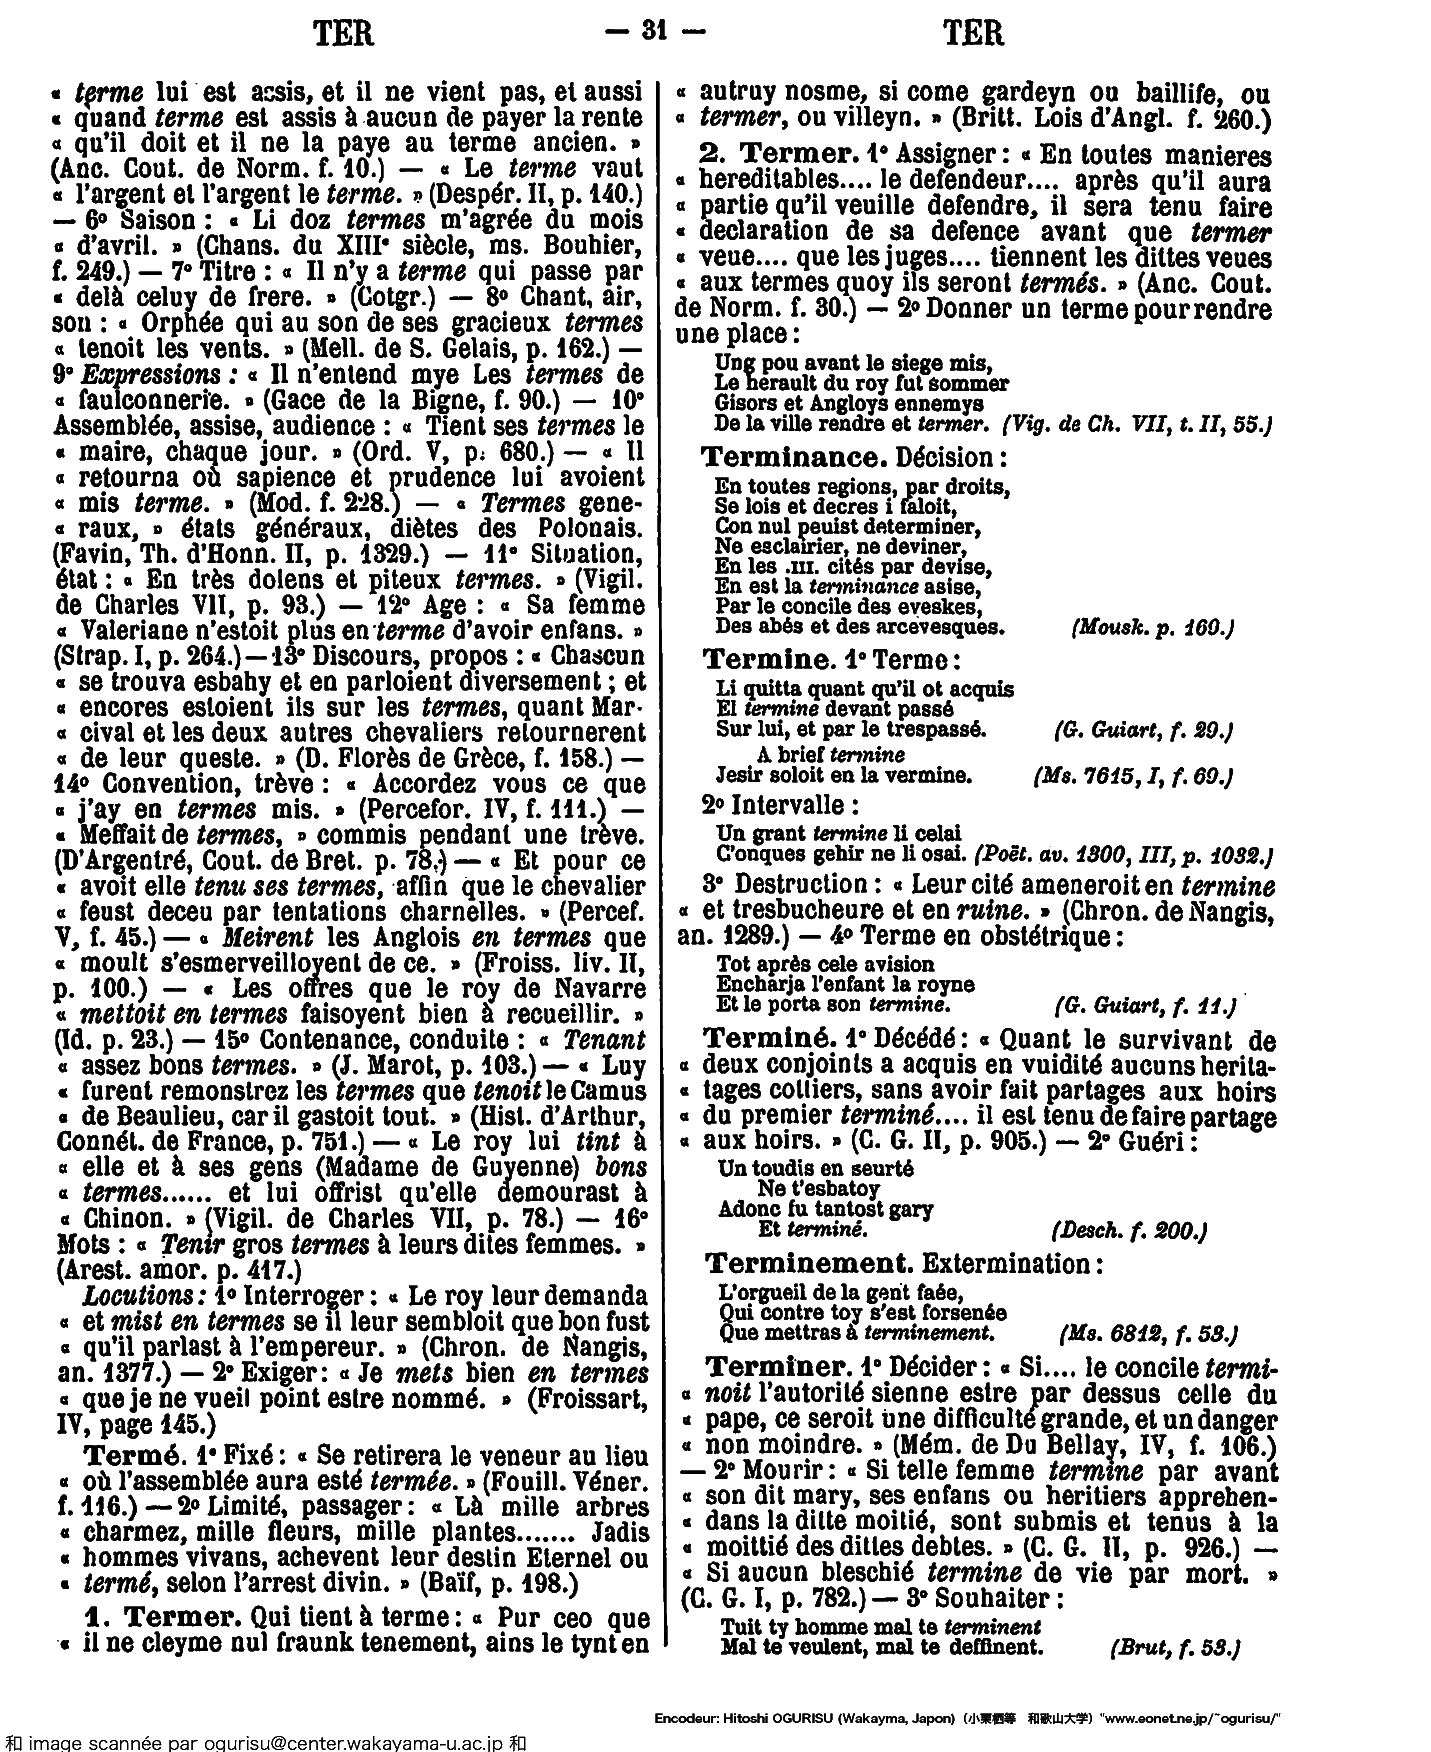 TER — 31 — TER
« terme lui est assis, et il ne vient pas, et aussi
« quand terme est assis à aucun de payer la rente
« qu'il doit et il ne la paye au terme ancien. »
(Anc. Cout. de Norm. f. 10.) — « Le terme vaut
« l'argent et l'argent le terme. » (Despér. II, p. 140.)
— 6º Saison : « Li doz termes m'agrée du mois
« d'avril. » (Chans. du XIIIe siècle, ms. Bouhier,
f. 249.) — 7º Titre : « Il n'y a terme qui passe par
« delà celuy de frere. » (Cotgr.) — 8º Chant, air,
son : « Orphée qui au son de ses gracieux termes
« tenoit les vents. » (Mell. de S. Gelais, p. 162.) —
9º Expressions : « Il n'entend mye Les termes de
« faulconnerie. » (Gace de la Bigne, f. 90.) — 10º
Assemblée, assise, audience : « Tient ses termes le
« maire, chaque jour. » (Ord. V, p. 680.) — « Il
« retourna où sapience et prudence lui avoient
« mis terme. » (Mod. f. 228.) — « Termes gene-
« raux, » états généraux, diètes des Polonais.
(Favin, Th. d'Honn. II, p. 1329.) — 11º Situation,
état : « En très dolens et piteux termes. » (Vigil.
de Charles VII, p. 93.) — 12º Age : « Sa femme
« Valeriane n'estoit plus en terme d'avoir enfans. »
(Strap. I, p. 264.) — 13º Discours, propos : « Chascun
« se trouva esbahy et en parloient diversement ; et
« encores estoient ils sur les termes, quant Mar-
« cival et les deux autres chevaliers retournerent
« de leur queste. » (D. Florès de Grèce, f. 158.) —
14º Convention, trève : « Accordez vous ce que
« j'ay en termes mis. » (Percefor. IV, f. 111.) —
« Meffait de termes, » commis pendant une trève.
(D'Argentré, Cout. de Bret. p. 78.) — « Et pour ce
« avoit elle tenu ses termes, affin que le chevalier
« feust deceu par tentations charnelles. » (Percef.
V, f. 45.) — « Meirent les Anglois en termes que
« moult s'esmerveilloyent de ce. » (Froiss. liv. II,
p. 100.) — « Les offres que le roy de Navarre
« mettoit en termes faisoyent bien à recueillir. »
(Id. p. 23.) — 15º Contenance, conduite : « Tenant
« assez bons termes. » (J. Marot, p. 103.) — « Luy
« furent remonstrez les termes que tenoit le Camus
« de Beaulieu, car il gastoit tout. » (Hist. d'Arthur,
Connét. de France, p. 751.) — « Le roy lui tint à
« elle et à ses gens (Madame de Guyenne) bons
« termes...... et lui offrist qu'elle demourast à
« Chinon. » (Vigil. de Charles VII, p. 78.) — 16º
Mots : « Tenir gros termes à leurs dites femmes. »
(Arest. amor. p. 417.)
Locutions : 1º Interroger : « Le roy leur demanda
« et mist en termes se il leur sembloit que bon fust
« qu'il parlast à l'empereur. » (Chron. de Nangis,
an. 1377.) — 2º Exiger : « Je mets bien en termes
« que je ne vueil point estre nommé. » (Froissart,
IV, page 145.)
Termé. 1º Fixé : « Se retirera le veneur au lieu
« où l'assemblée aura esté termée. » (Fouill. Véner.
f. 116.) — 2º Limité, passager : « Là mille arbres
« charmez, mille fleurs, mille plantes....... Jadis
« hommes vivans, achevent leur destin Eternel ou
« termé, selon l'arrest divin. » (Baïf, p. 198.)
1. Termer. Qui tient à terme : « Pur ceo que
« il ne cleyme nul fraunk tenement, ains le tynt en
« autruy nosme, si come gardeyn ou baillife, ou
« termer, ou villeyn. » (Britt. Lois d'Angl. f. 260.)
2. Termer. 1º Assigner : « En toutes manieres
« hereditables.... le defendeur.... après qu'il aura
« partie qu'il veuille defendre, il sera tenu faire
« declaration de sa defence avant que termer
« veue.... que les juges.... tiennent les dittes veues
« aux termes quoy ils seront termés. » (Anc. Cout.
de Norm. f. 30.) — 2º Donner un terme pour rendre
une place :
Ung pou avant le siege mis,
Le herault du roy fut sommer
Gisors et Angloys ennemys
De la ville rendre et termer. (Vig. de Ch. VII, t. II, 55.)
Terminance. Décision :
En toutes regions, par droits,
Se lois et decres i faloit,
Con nul peuist determiner,
Ne esclairier, ne deviner,
En les .III. cités par devise,
En est la terminance asise,
Par le concile des eveskes,
Des abés et des arcevesques. (Mousk. p. 160.)
Termine. 1º Terme :
Li quitta quant qu'il ot acquis
El termine devant passé
Sur lui, et par le trespassé. (G. Guiart, f. 29.)
A brief termine
Jesir soloit en la vermine. (Ms. 7615, I, f. 69.)
2º Intervalle :
Un grant termine li celai
C'onques gehir ne li osai. (Poët. av. 1300, III, p. 1032.)
3º Destruction : « Leur cité ameneroit en termine
« et tresbucheure et en ruine. » (Chron. de Nangis,
an. 1289.) — 4º Terme en obstétrique :
Tot après cele avision
Encharja l'enfant la royne
Et le porta son termine. (G. Guiart, f. 11.)
Terminé. 1º Décédé : « Quant le survivant de
« deux conjoints a acquis en vuidité aucuns herita-
« tages cottiers, sans avoir fait partages aux hoirs
« du premier terminé.... il est tenu de faire partage
« aux hoirs. » (C. G. II, p. 905.) — 2º Guéri :
Un toudis en seurté
Ne t'esbatoy
Adonc fu tantost gary
Et terminé. (Desch. f. 200.)
Terminement. Extermination :
L'orgueil de la gent faée,
Qui contre toy s'est forsenée
Que mettras à terminement. (Ms. 6812, f. 53.)
Terminer. 1º Décider : « Si.... le concile termi-
« noit l'autorité sienne estre par dessus celle du
« pape, ce seroit une difficulté grande, et un danger
« non moindre. » (Mém. de Du Bellay, IV, f. 106.)
— 2º Mourir : « Si telle femme termine par avant
« son dit mary, ses enfans ou heritiers apprehen-
« dans la ditte moitié, sont submis et tenus à la
« moittié des dittes debtes. » (C. G. II, p. 926.) —
« Si aucun bleschié termine de vie par mort. »
(C. G. I, p. 782.) — 3º Souhaiter :
Tuit ty homme mal te terminent
Mal te veulent, mal te deffinent. (Brut, f. 53.)
Encodeur: Hitoshi OGURISU (Wakayma, Japon) (小栗栖等 和歌山大学) "www.eonet.ne.jp/~ogurisu/"
和 image scannée par ogurisu@center.wakayama-u.ac.jp 和